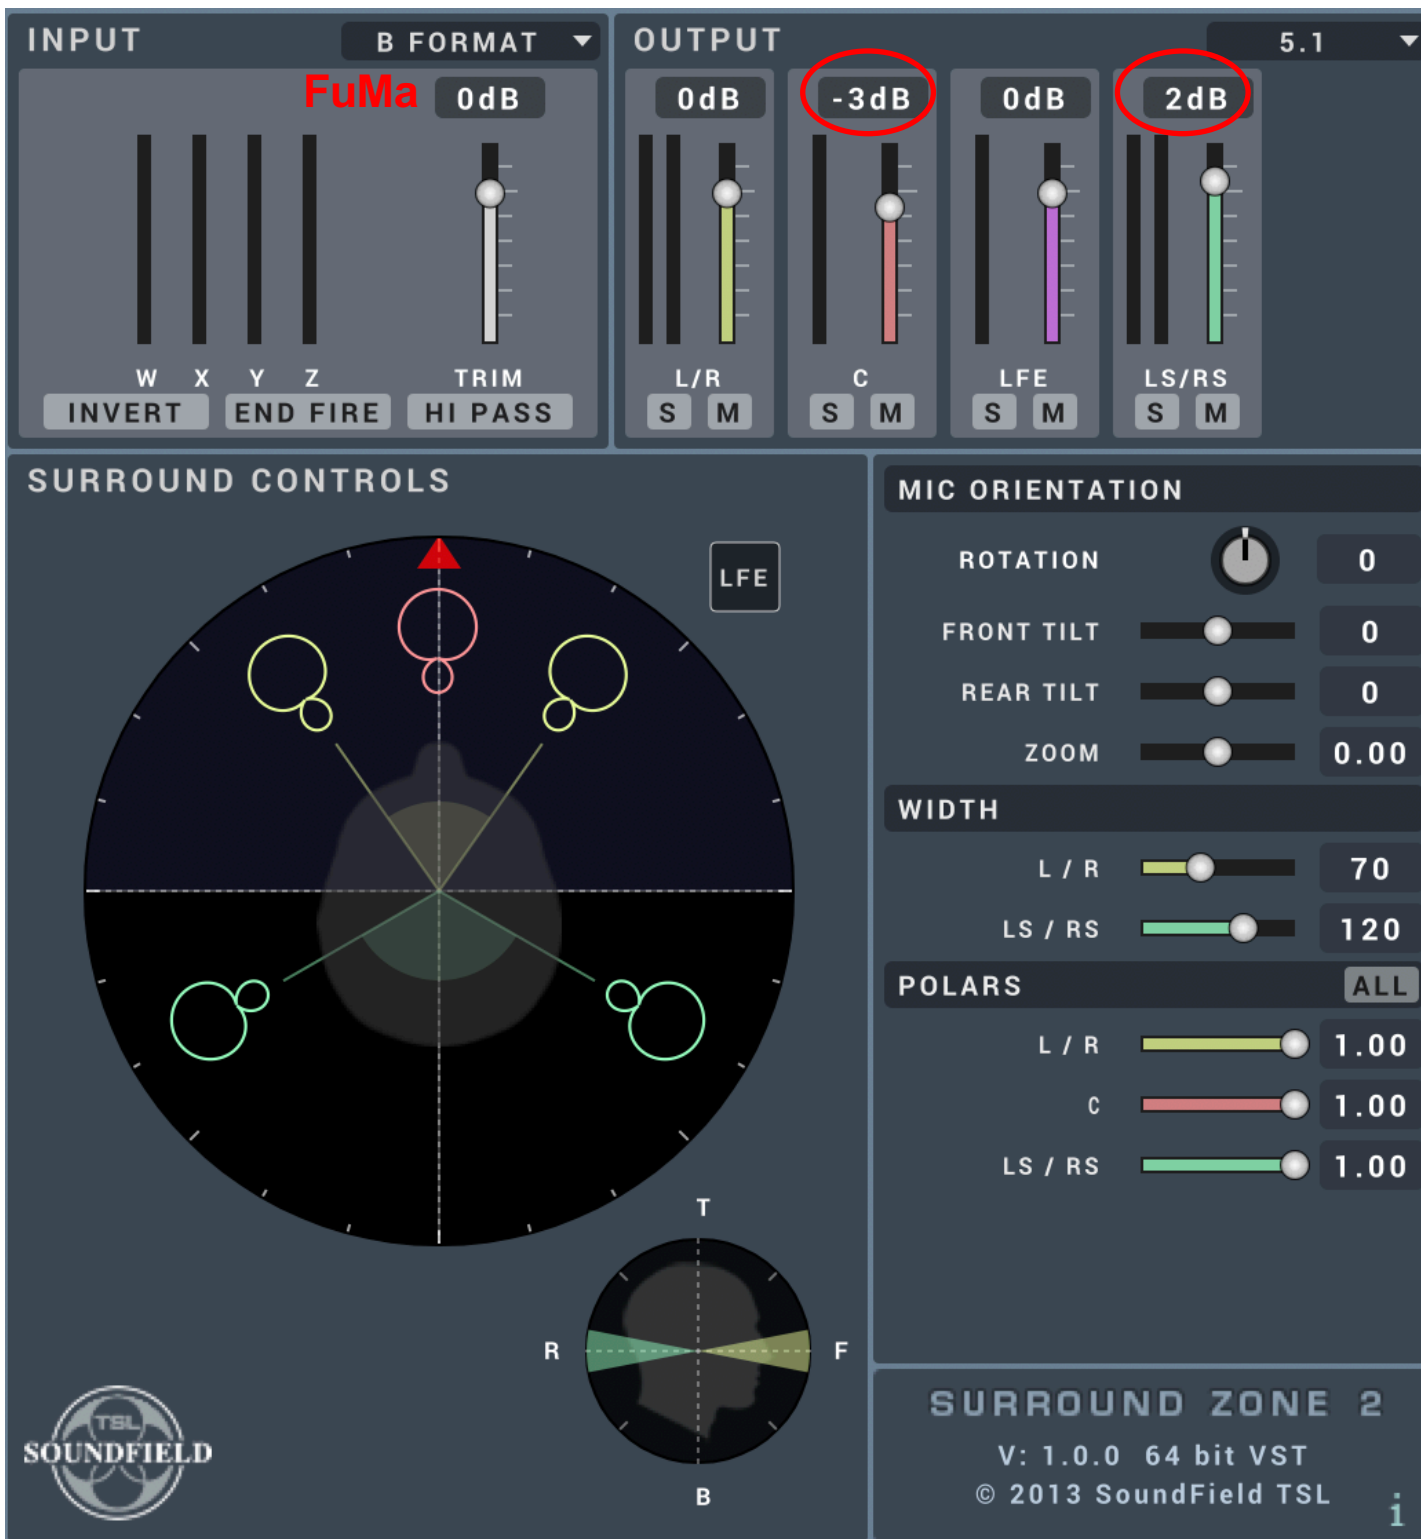 INPUT
B FORMAT
FuMa
0dB
W X Y Z TRIM
INVERT END FIRE HI PASS
OUTPUT
5.1
0dB -3dB 0dB 2dB
L/R C LFE LS/RS
S M S M S M S M
SURROUND CONTROLS
LFE
T
R F
B
TSL
SOUNDFIELD
MIC ORIENTATION
ROTATION 0
FRONT TILT 0
REAR TILT 0
ZOOM 0.00
WIDTH
L / R 70
LS / RS 120
POLARS ALL
L / R 1.00
C 1.00
LS / RS 1.00
SURROUND ZONE 2
V: 1.0.0 64 bit VST
© 2013 SoundField TSL
i